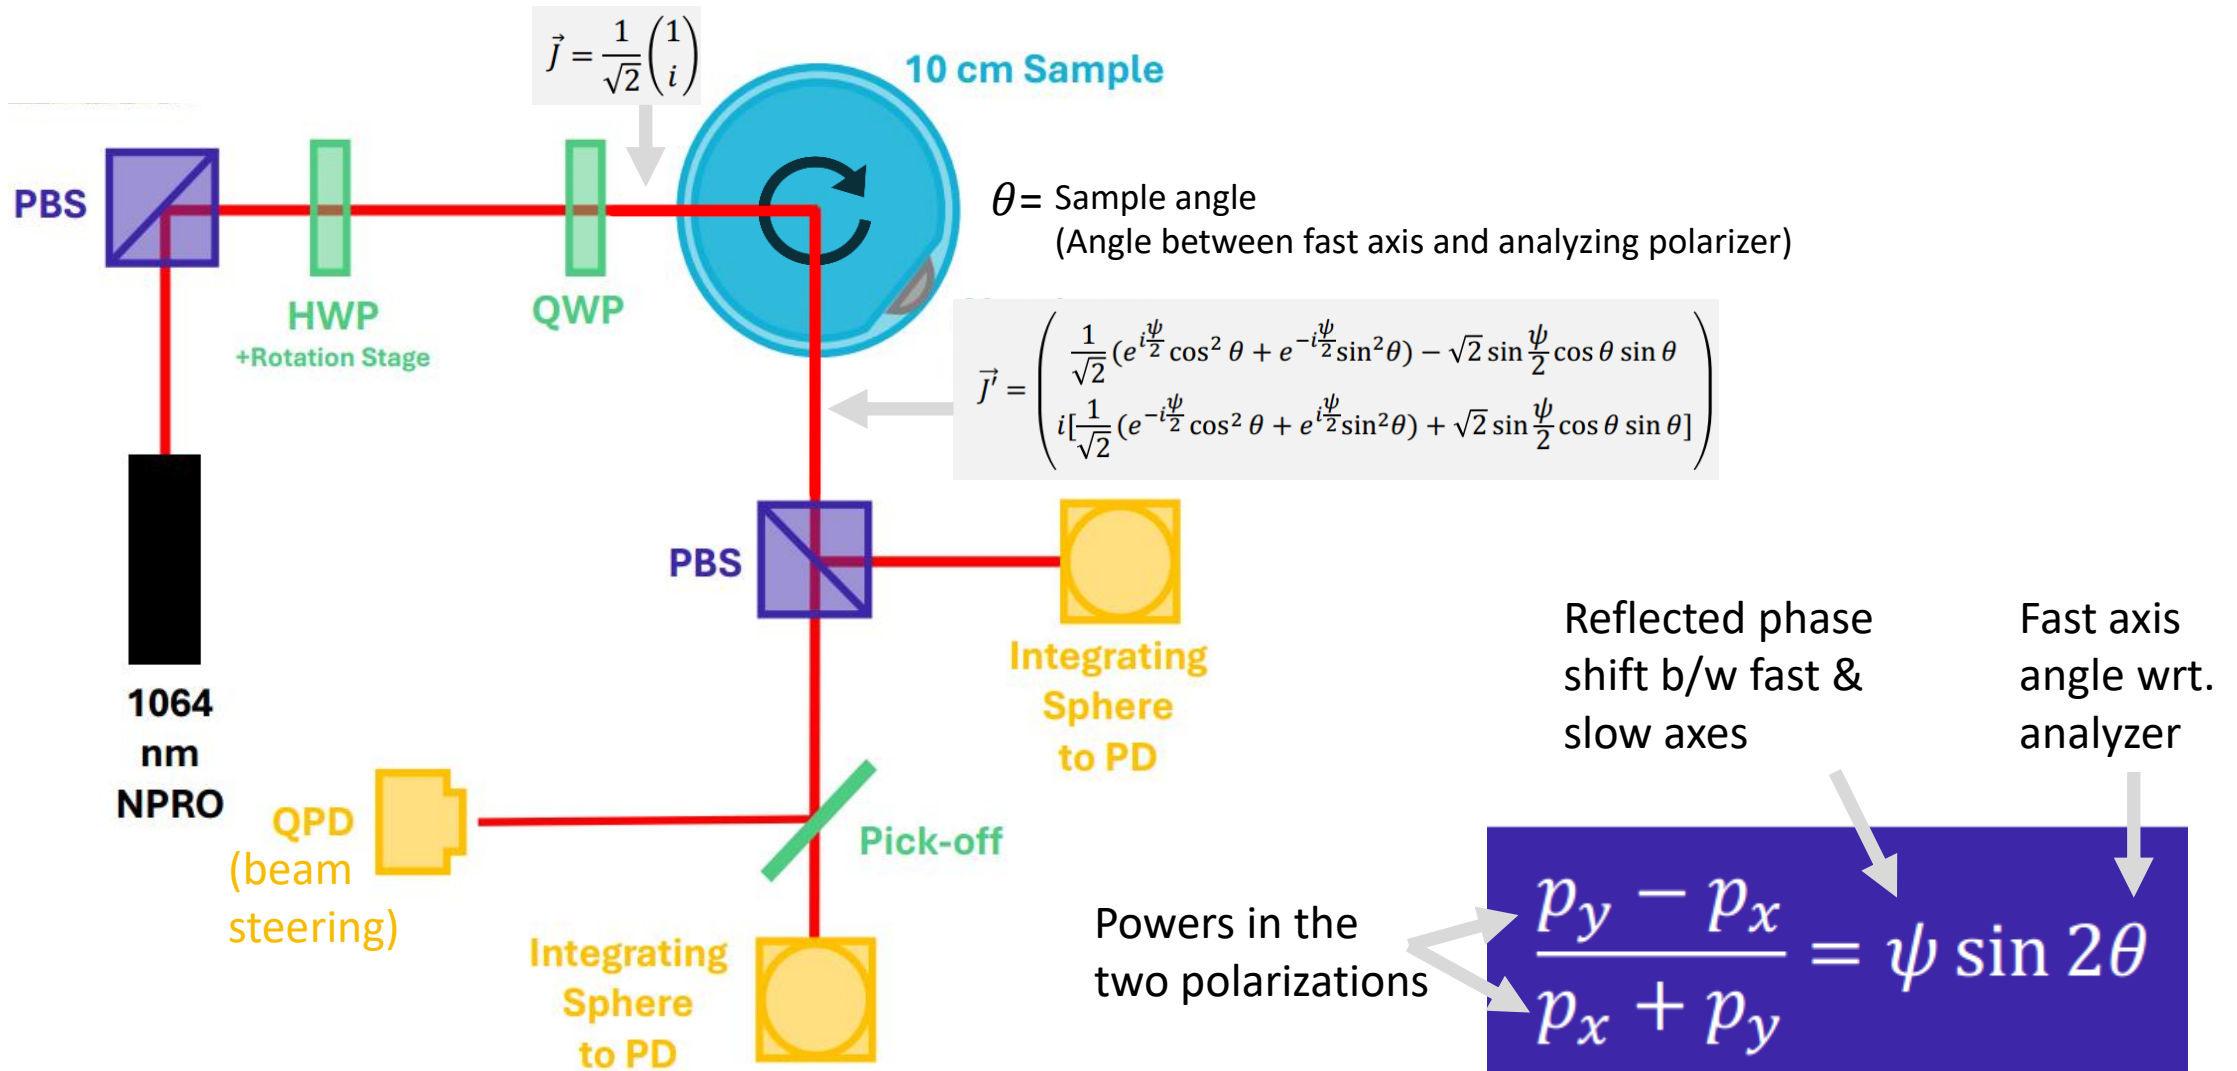 J⃗ = 1/√2 (1 i)
10 cm Sample
PBS
HWP
+Rotation Stage
QWP
θ= Sample angle
(Angle between fast axis and analyzing polarizer)
J⃗′ = ( 1/√2 (e^{iψ/2} cos² θ + e^{−iψ/2} sin²θ) − √2 sin ψ/2 cos θ sin θ
i[1/√2 (e^{−iψ/2} cos² θ + e^{iψ/2} sin²θ) + √2 sin ψ/2 cos θ sin θ] )
PBS
Integrating
Sphere
to PD
1064
nm
NPRO
QPD
(beam
steering)
Pick-off
Integrating
Sphere
to PD
Reflected phase
shift b/w fast &
slow axes
Fast axis
angle wrt.
analyzer
Powers in the
two polarizations
(p_y − p_x)/(p_x + p_y) = ψ sin 2θ